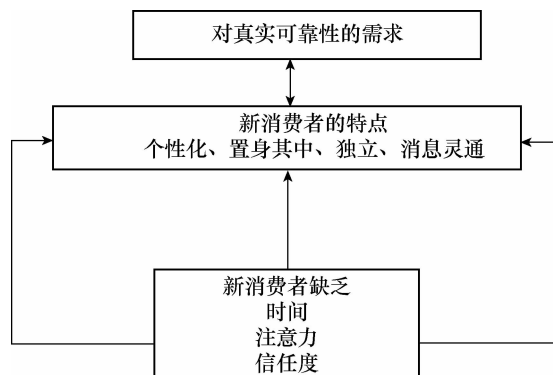 对真实可靠性的需求
新消费者的特点
个性化、置身其中、独立、消息灵通
新消费者缺乏
时间
注意力
信任度